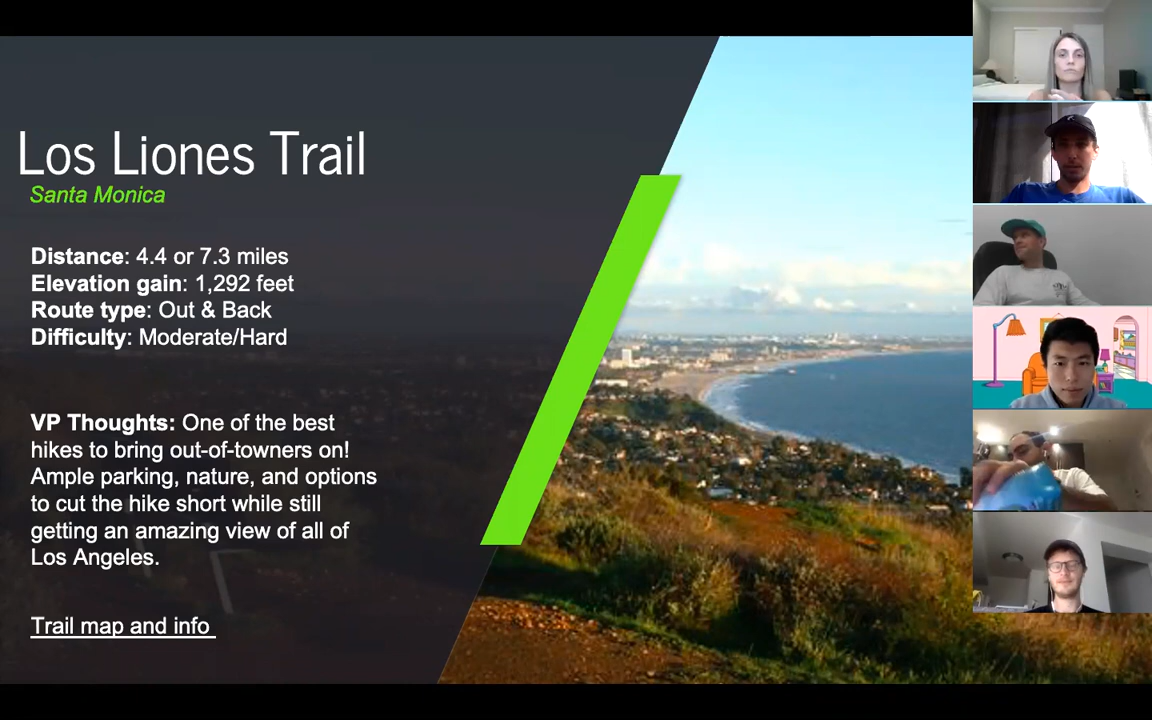 Los Liones Trail
Santa Monica
Distance: 4.4 or 7.3 miles
Elevation gain: 1,292 feet
Route type: Out & Back
Difficulty: Moderate/Hard
VP Thoughts: One of the best
hikes to bring out-of-towners on!
Ample parking, nature, and options
to cut the hike short while still
getting an amazing view of all of
Los Angeles.
Trail map and info